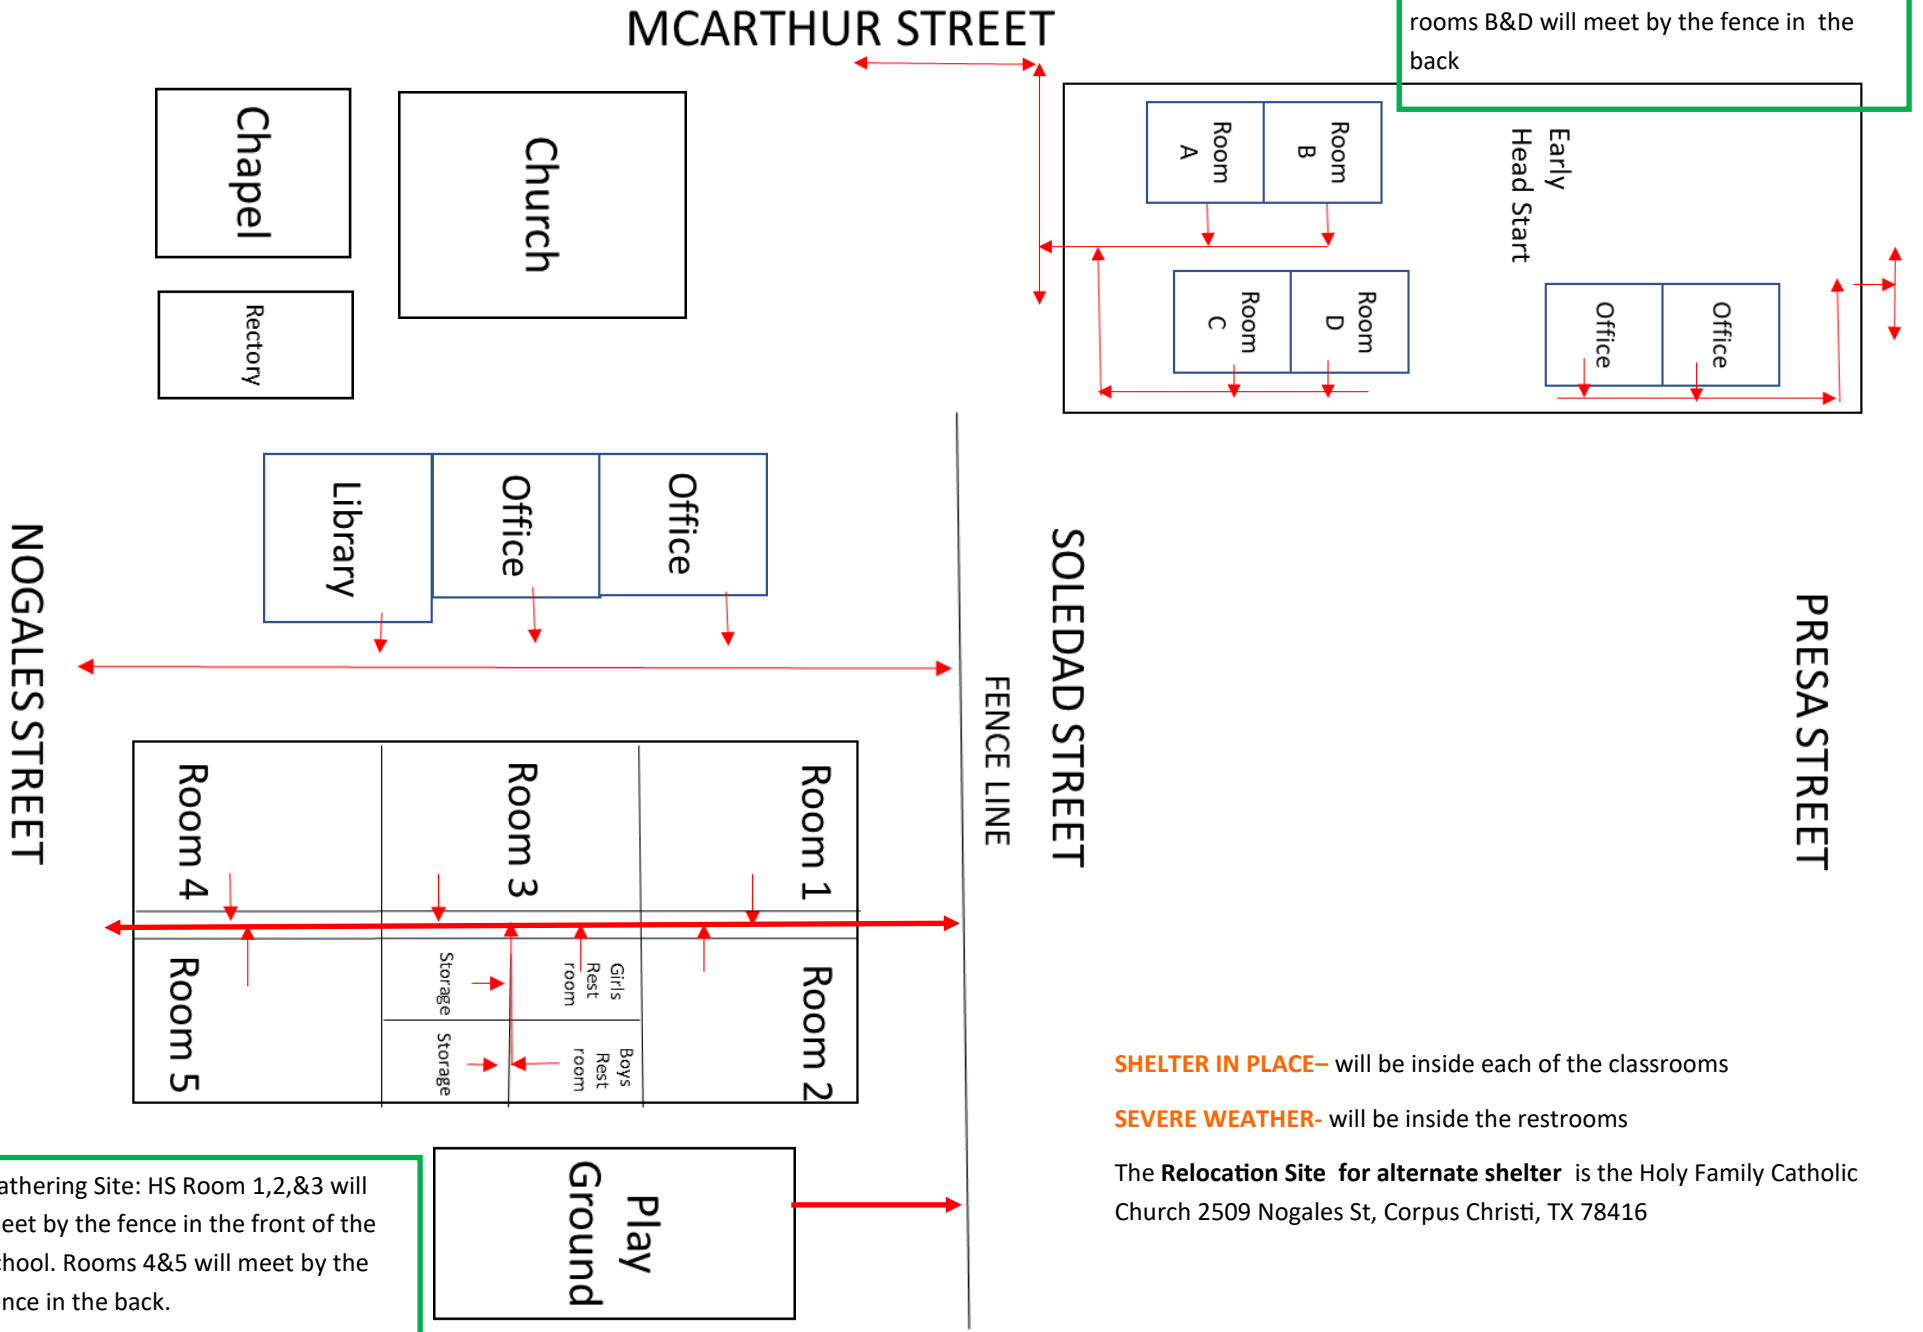 MCARTHUR STREET
rooms B&D will meet by the fence in the
back
Chapel
Church
Room
A
Room
B
Early
Head Start
Rectory
Room
C
Room
D
Office
Office
Library
Office
Office
NOGALES STREET
FENCE LINE
SOLEDAD STREET
PRESA STREET
Room 4
Room 3
Room 1
Room 5
Storage
Girls
Rest
room
Storage
Boys
Rest
room
Room 2
SHELTER IN PLACE– will be inside each of the classrooms
SEVERE WEATHER- will be inside the restrooms
The Relocation Site for alternate shelter is the Holy Family Catholic
Church 2509 Nogales St, Corpus Christi, TX 78416
athering Site: HS Room 1,2,&3 will
eet by the fence in the front of the
chool. Rooms 4&5 will meet by the
ence in the back.
Play
Ground